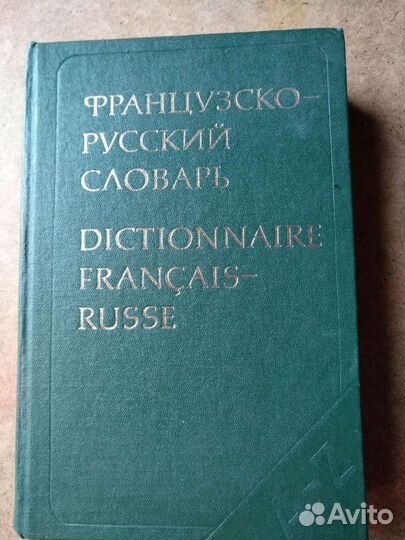 ФРАНЦУЗСКО—
РУССКИЙ
СЛОВАРЬ
DICTIONNAIRE
FRANÇAIS—
RUSSE
Avito